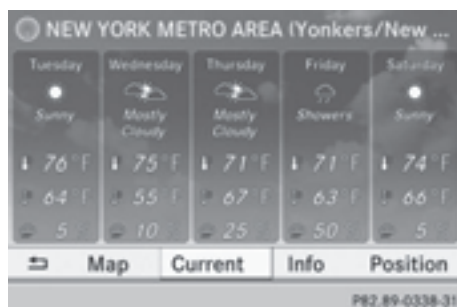 NEW YORK METRO AREA (Yonkers/New ...
Tuesday Wednesday Thursday Friday Saturday
Sunny Mostly Cloudy Mostly Cloudy Showers Sunny
76°F 75°F 71°F 71°F 74°F
64°F 55°F 67°F 63°F 66°F
5% 10% 25% 50% 5%
Map Current Info Position
P82.89-0338-31